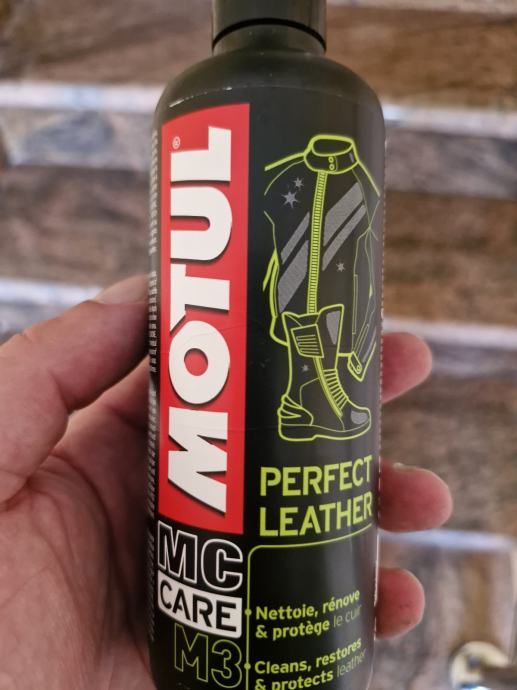 MOTUL®
PERFECT
LEATHER
MC
CARE
M3
Nettoie, rénove
& protège le cuir
Cleans, restores
& protects leather